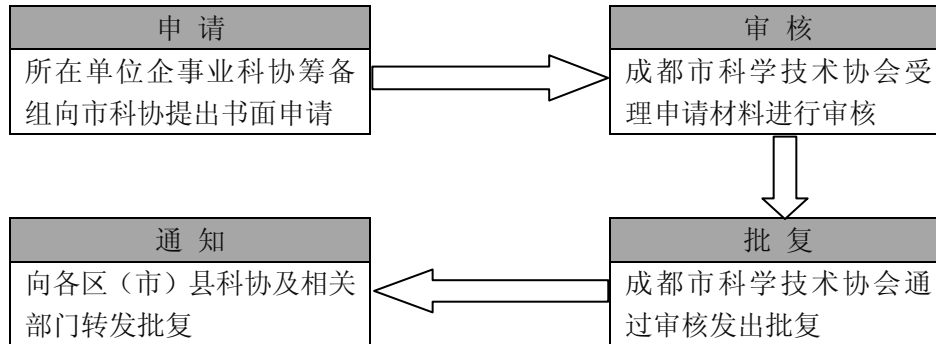 申 请
所在单位企事业科协筹备
组向市科协提出书面申请
审 核
成都市科学技术协会受
理申请材料进行审核
批 复
成都市科学技术协会通
过审核发出批复
通 知
向各区（市）县科协及相关
部门转发批复